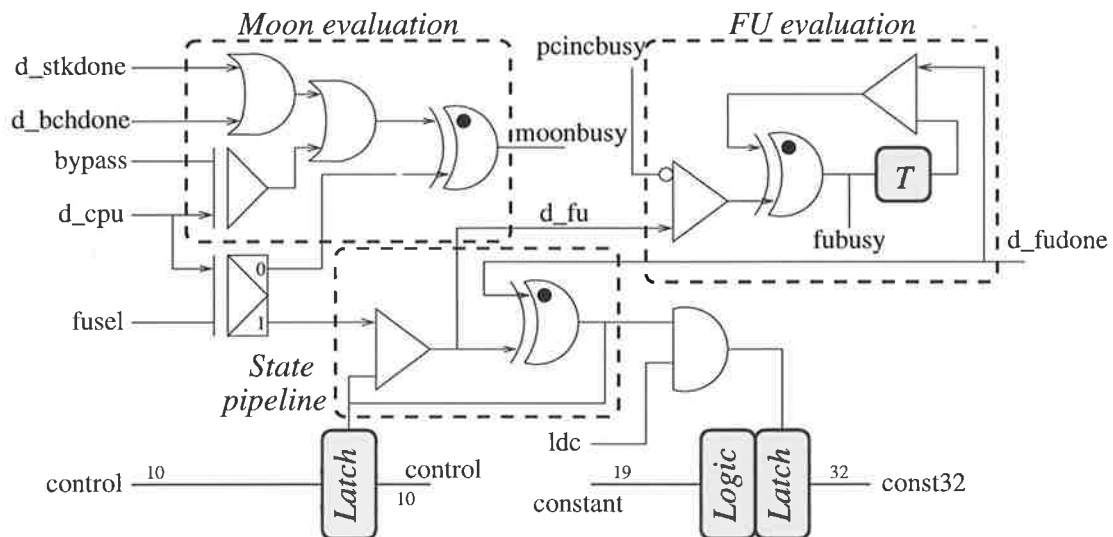 Moon evaluation
FU evaluation
d_stkdone
pcincbusy
d_bchdone
moonbusy
bypass
T
d_cpu
d_fu
fubusy
d_fudone
0
fusel
1
State
pipeline
ldc
control
10
Latch
control
10
19
constant
Logic
Latch
32
const32